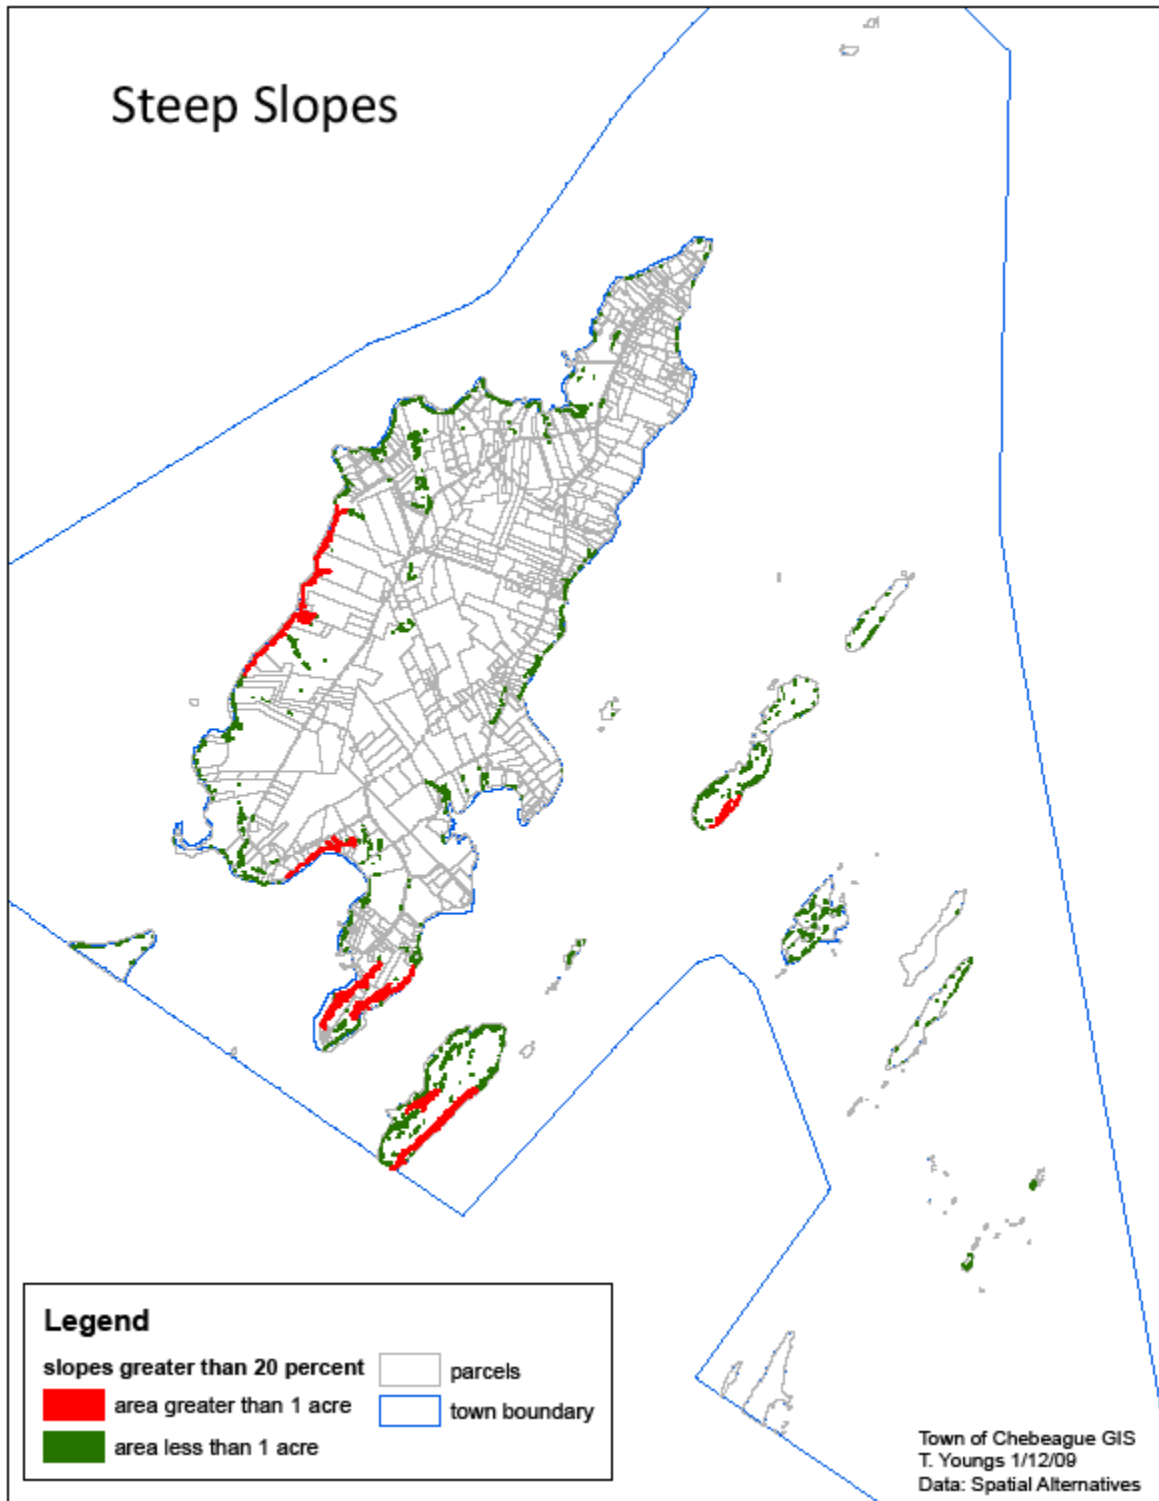 Steep Slopes
Legend
slopes greater than 20 percent
area greater than 1 acre
area less than 1 acre
parcels
town boundary
Town of Chebeague GIS
T. Youngs 1/12/09
Data: Spatial Alternatives